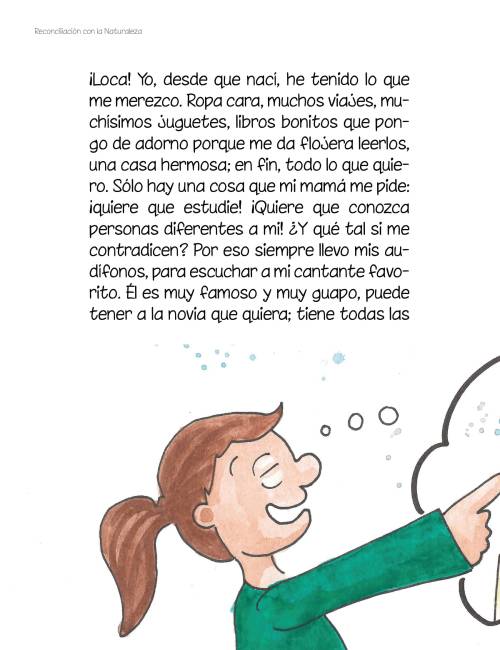 Reconciliación con la Naturaleza
¡Loca! Yo, desde que nací, he tenido lo que
me merezco. Ropa cara, muchos viajes, mu-
chísimos juguetes, libros bonitos que pon-
go de adorno porque me da flojera leerlos,
una casa hermosa; en fin, todo lo que quie-
ro. Sólo hay una cosa que mi mamá me pide:
¡quiere que estudie! ¡Quiere que conozca
personas diferentes a mi! ¿Y qué tal si me
contradicen? Por eso siempre llevo mis au-
dífonos, para escuchar a mi cantante favo-
rito. Él es muy famoso y muy guapo, puede
tener a la novia que quiera; tiene todas las